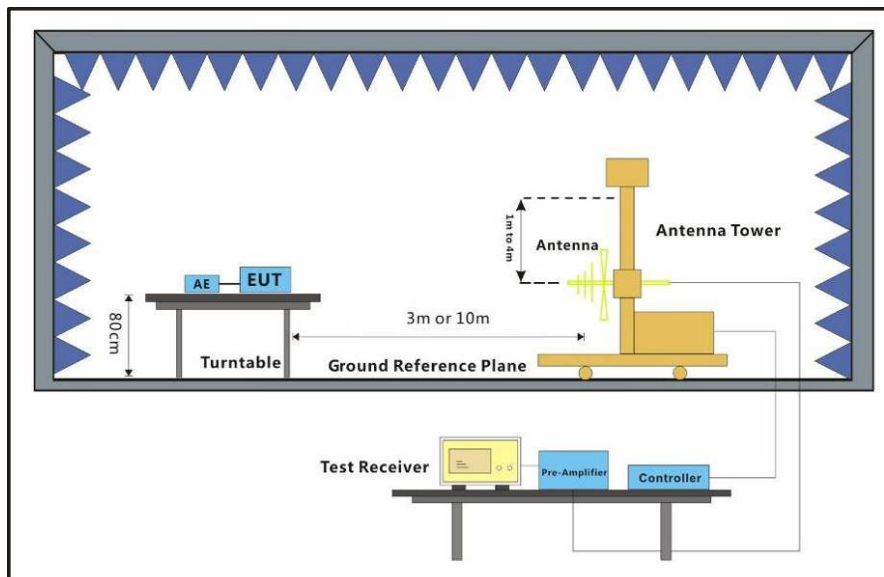 1m to 4m
Antenna
Antenna Tower
AE
EUT
80cm
3m or 10m
Turntable
Ground Reference Plane
Test Receiver
Pre-Amplifier
Controller